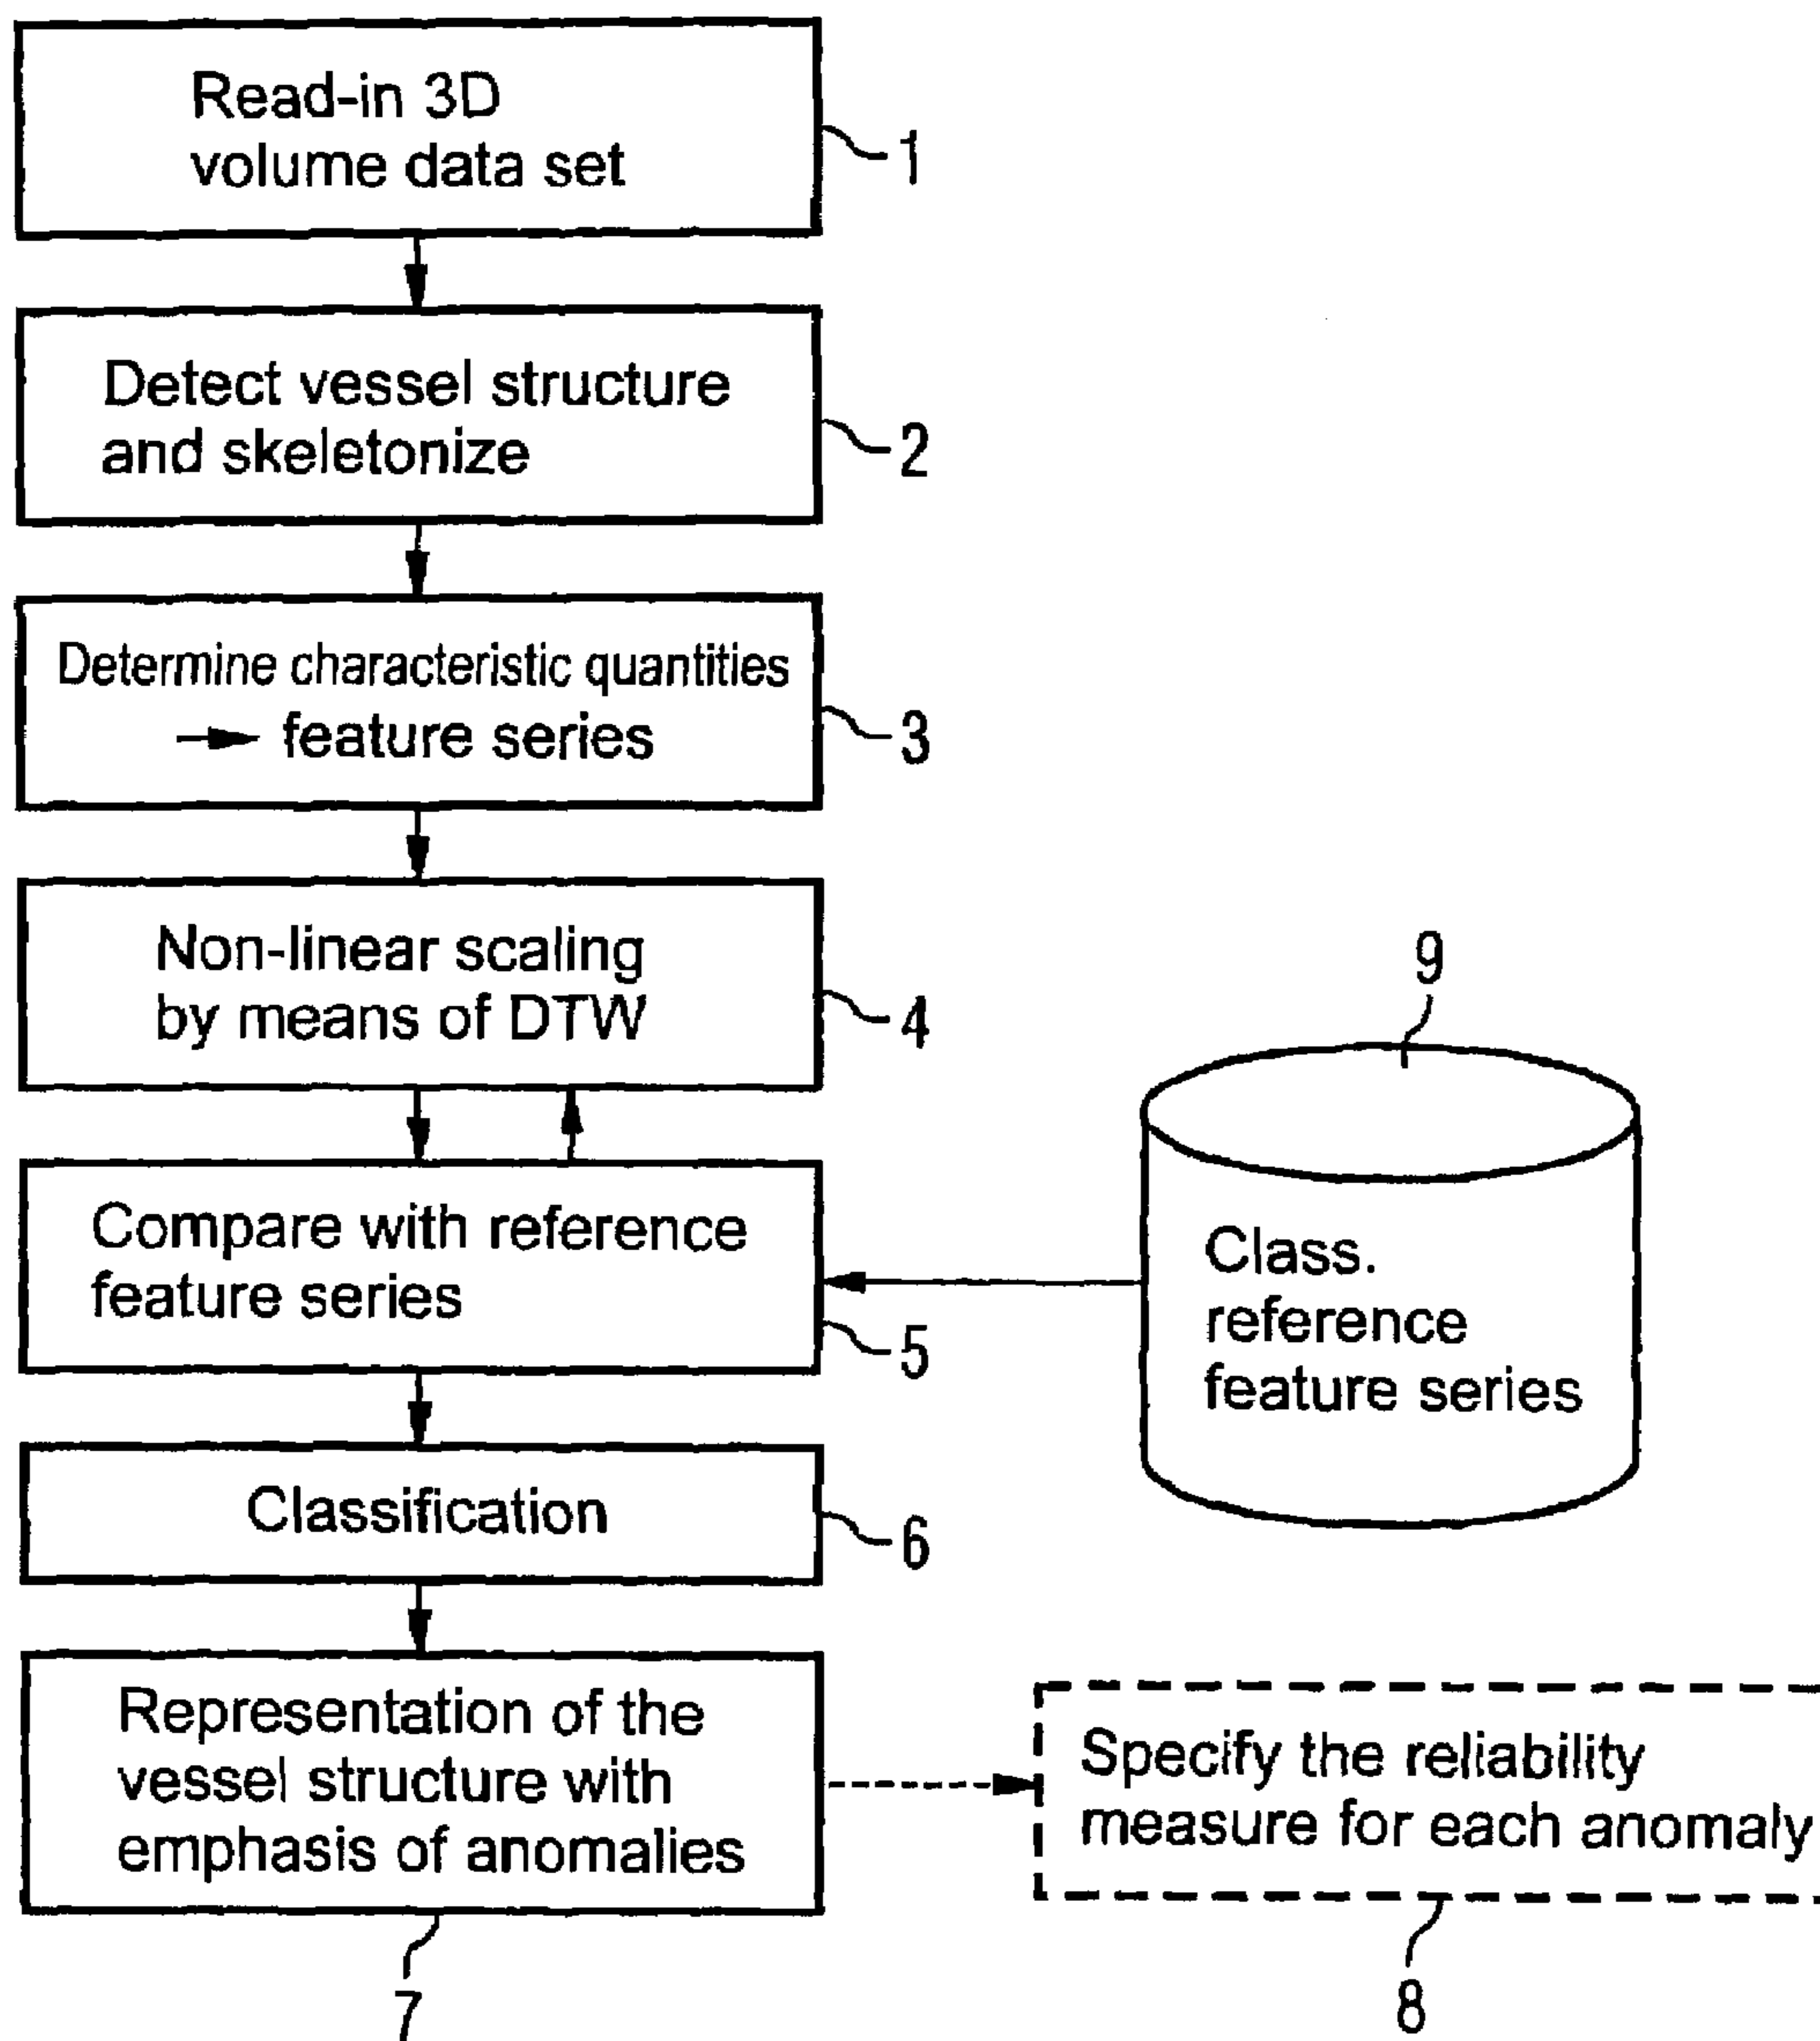 Read-in 3D
volume data set
1
Detect vessel structure
and skeletonize
2
Determine characteristic quantities
→ feature series
3
Non-linear scaling
by means of DTW
4
9
Compare with reference
feature series
5
Class.
reference
feature series
Classification
6
Representation of the
vessel structure with
emphasis of anomalies
7
Specify the reliability
measure for each anomaly
8